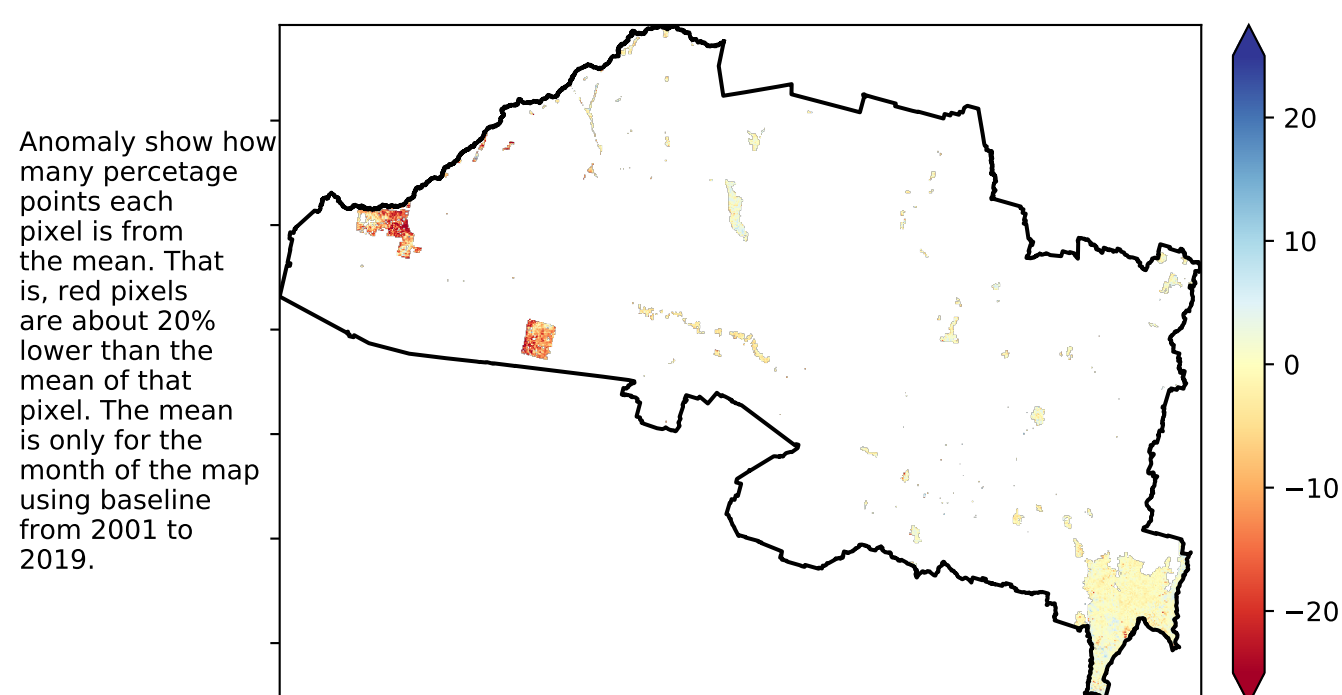 Anomaly show how
many percetage
points each
pixel is from
the mean. That
is, red pixels
are about 20%
lower than the
mean of that
pixel. The mean
is only for the
month of the map
using baseline
from 2001 to
2019.
20
10
0
−10
−20